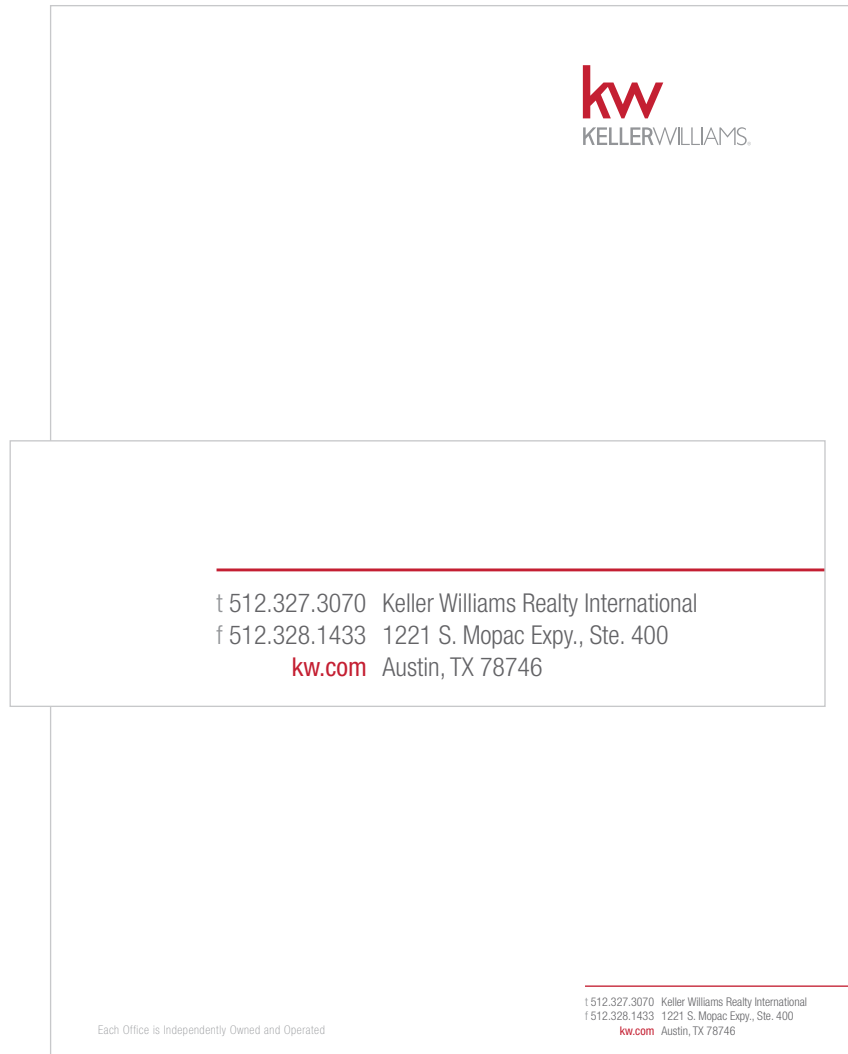 kw
KELLERWILLIAMS®
t 512.327.3070 Keller Williams Realty International
f 512.328.1433 1221 S. Mopac Expy., Ste. 400
kw.com Austin, TX 78746
t 512.327.3070 Keller Williams Realty International
f 512.328.1433 1221 S. Mopac Expy., Ste. 400
kw.com Austin, TX 78746
Each Office is Independently Owned and Operated